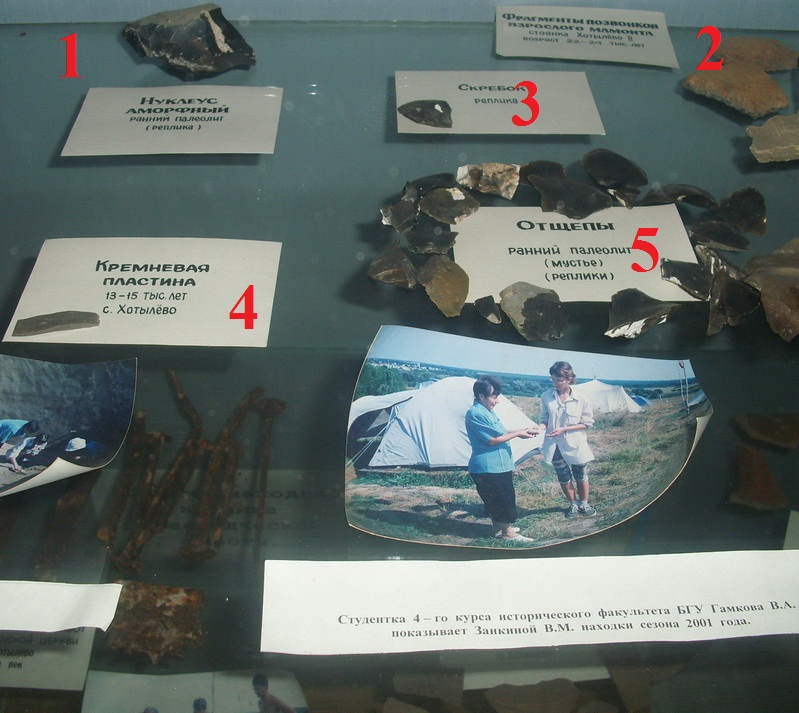 1
Нуклеус
аморфный
ранний палеолит
(реплика)
Фрагменты позвонков
взрослого мамонта
стоянка Хотылёво II
возраст 22-24 тыс. лет
2
Скребок
реплика
3
Отщепы
ранний палеолит
(мустье)
(реплики)
5
Кремневая
пластина
13-15 тыс. лет
с. Хотылёво
4
Студентка 4 – го курса исторического факультета БГУ Гамкова В.А.
показывает Заикиной В.М. находки сезона 2001 года.